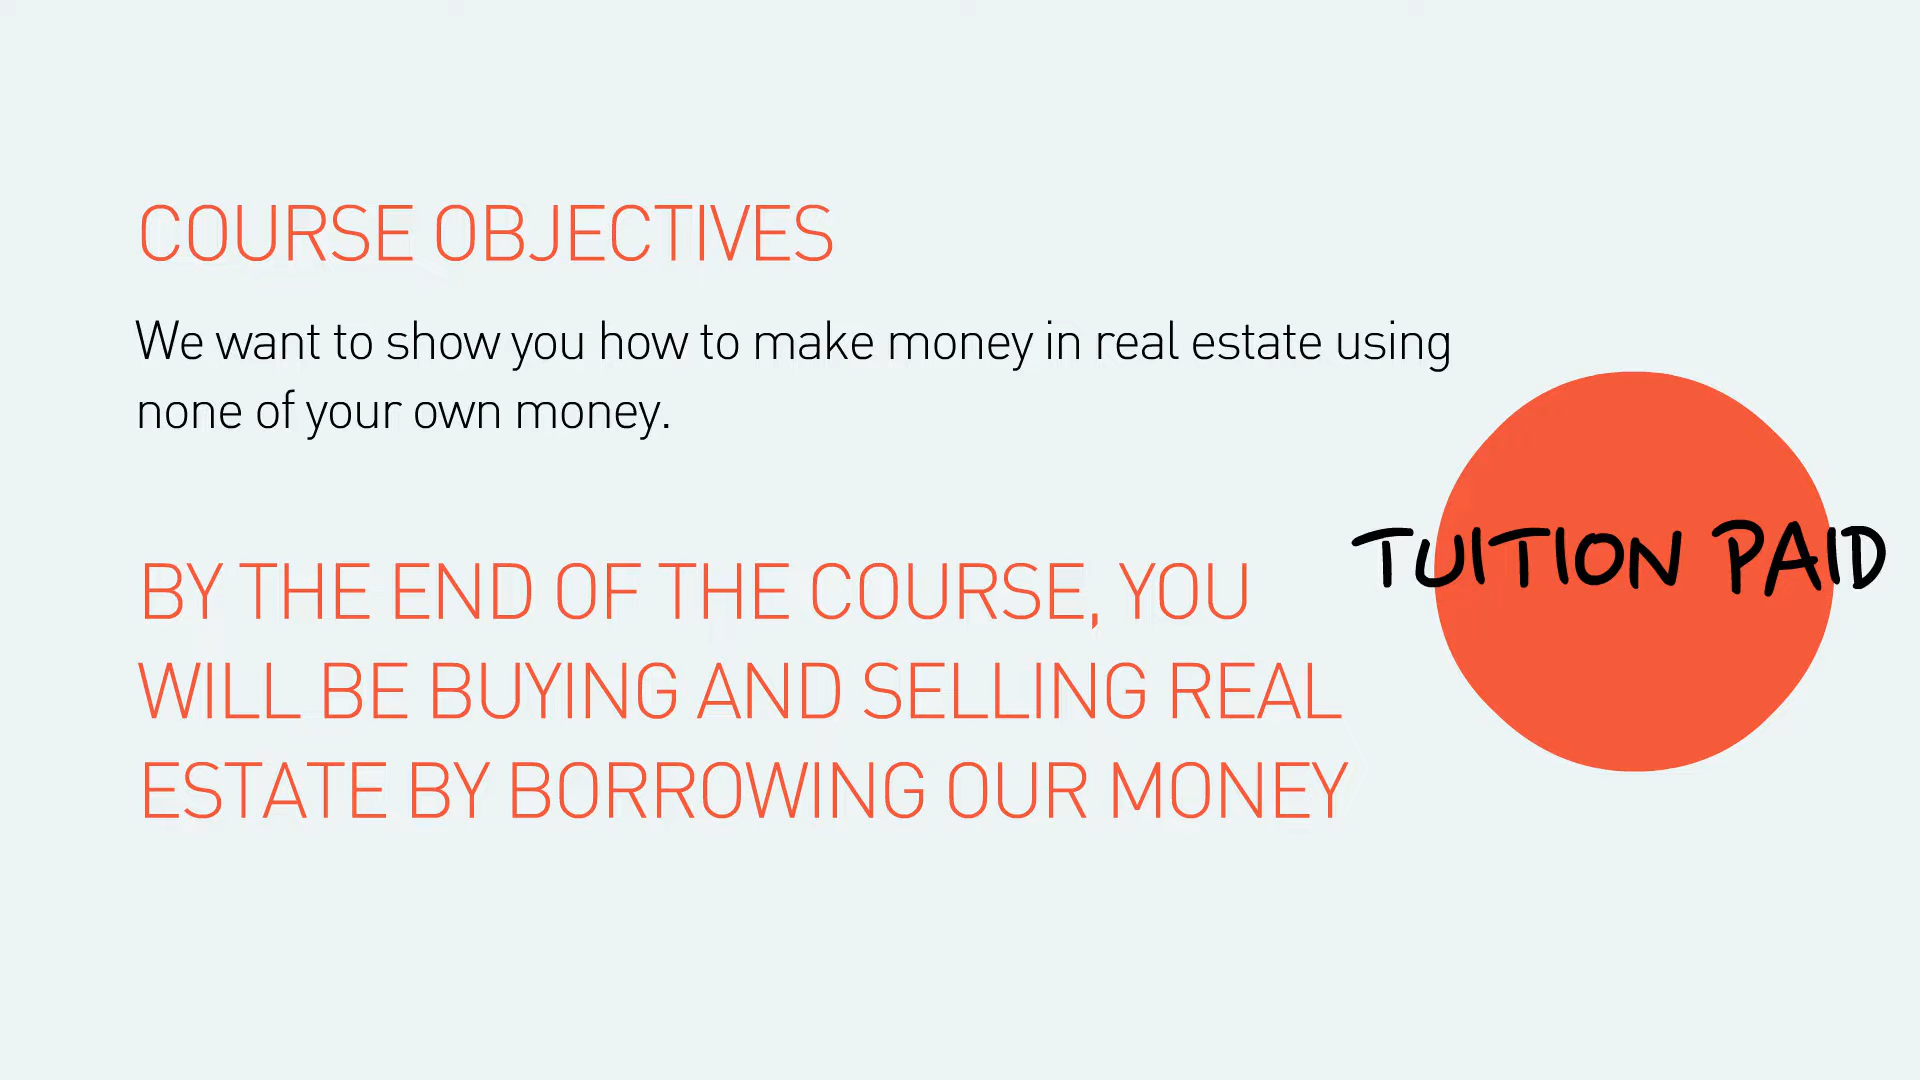 COURSE OBJECTIVES
We want to show you how to make money in real estate using
none of your own money.
TUITION PAID
BY THE END OF THE COURSE, YOU
WILL BE BUYING AND SELLING REAL
ESTATE BY BORROWING OUR MONEY